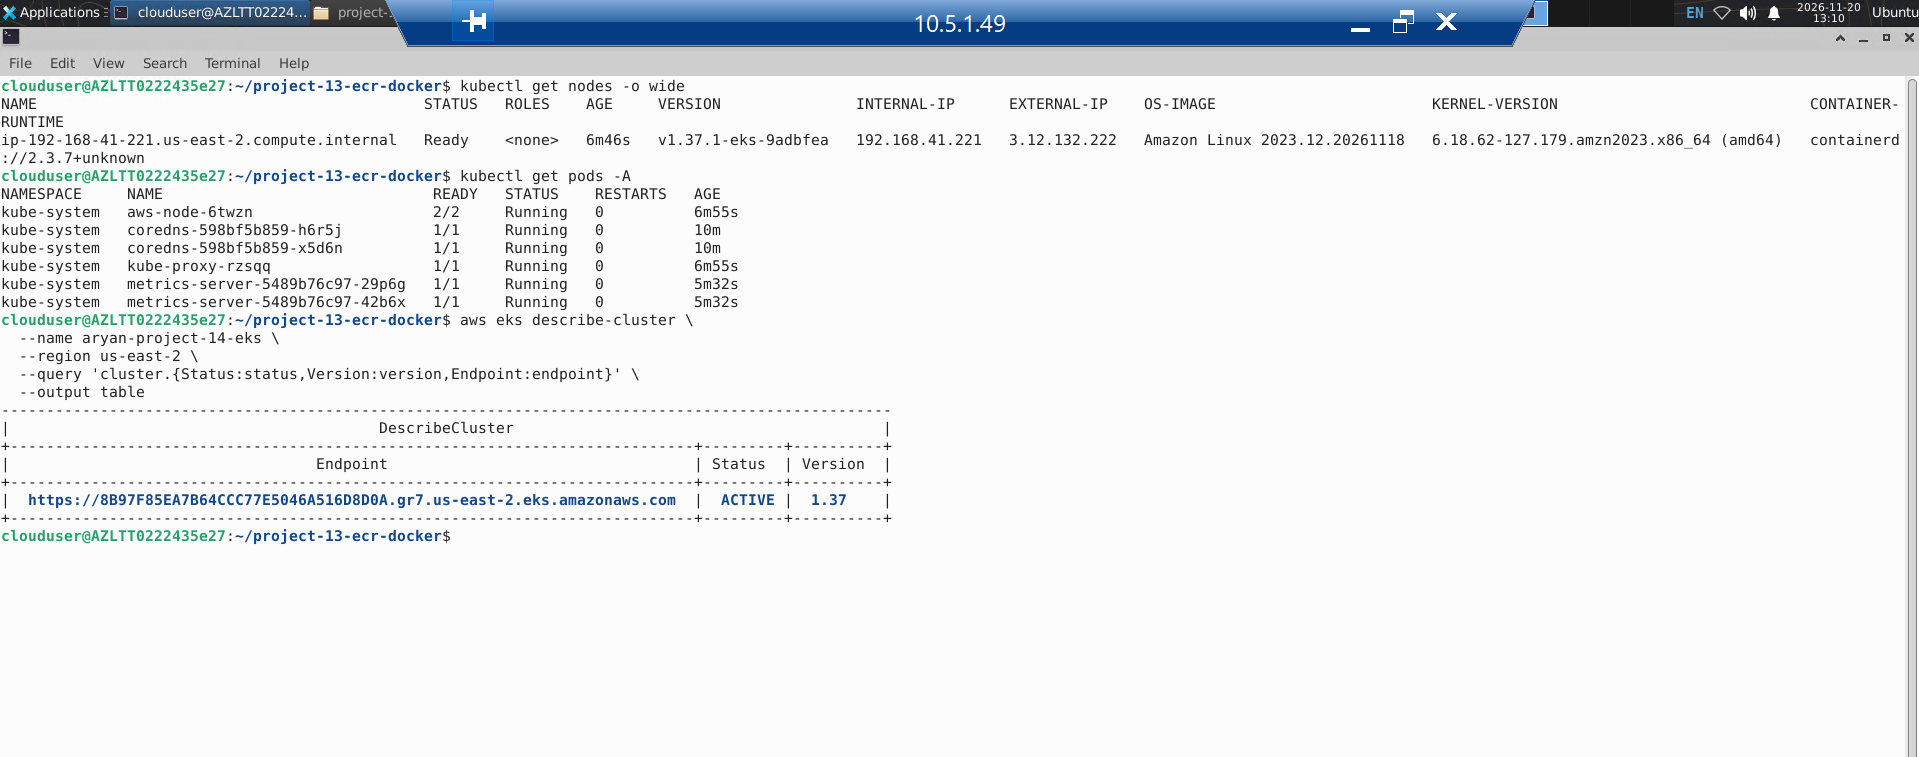 Applications
clouduser@AZLTT02224...
project-
10.5.1.49
EN
2026-11-20
13:10
Ubuntu
File Edit View Search Terminal Help
clouduser@AZLTT0222435e27:~/project-13-ecr-docker$ kubectl get nodes -o wide
NAME STATUS ROLES AGE VERSION INTERNAL-IP EXTERNAL-IP OS-IMAGE KERNEL-VERSION CONTAINER-
RUNTIME
ip-192-168-41-221.us-east-2.compute.internal Ready <none> 6m46s v1.37.1-eks-9adbfea 192.168.41.221 3.12.132.222 Amazon Linux 2023.12.20261118 6.18.62-127.179.amzn2023.x86_64 (amd64) containerd
://2.3.7+unknown
clouduser@AZLTT0222435e27:~/project-13-ecr-docker$ kubectl get pods -A
NAMESPACE NAME READY STATUS RESTARTS AGE
kube-system aws-node-6twzn 2/2 Running 0 6m55s
kube-system coredns-598bf5b859-h6r5j 1/1 Running 0 10m
kube-system coredns-598bf5b859-x5d6n 1/1 Running 0 10m
kube-system kube-proxy-rzsqq 1/1 Running 0 6m55s
kube-system metrics-server-5489b76c97-29p6g 1/1 Running 0 5m32s
kube-system metrics-server-5489b76c97-42b6x 1/1 Running 0 5m32s
clouduser@AZLTT0222435e27:~/project-13-ecr-docker$ aws eks describe-cluster \
--name aryan-project-14-eks \
--region us-east-2 \
--query 'cluster.{Status:status,Version:version,Endpoint:endpoint}' \
--output table
DescribeCluster
Endpoint | Status | Version
https://8B97F85EA7B64CCC77E5046A516D8D0A.gr7.us-east-2.eks.amazonaws.com | ACTIVE | 1.37
clouduser@AZLTT0222435e27:~/project-13-ecr-docker$